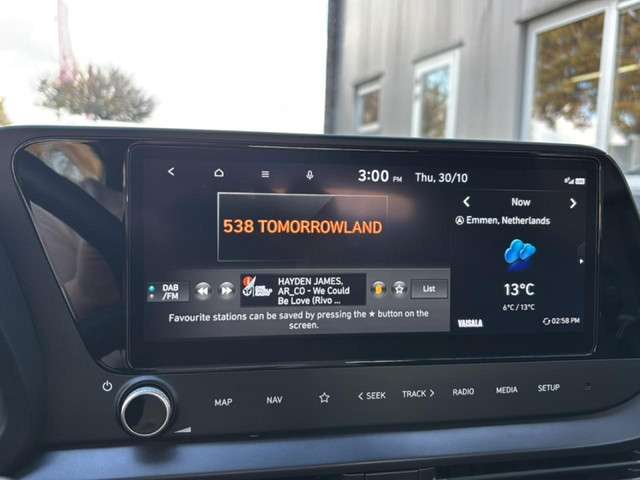 3:00 PM
Thu, 30/10
Now
Emmen, Netherlands
538 TOMORROWLAND
13°C
6°C / 13°C
VAISALA
02:58 PM
DAB
/FM
HAYDEN JAMES,
AR_CO - We Could
Be Love (Rivo ...
List
Favourite stations can be saved by pressing the ★ button on the
screen.
MAP
NAV
< SEEK
TRACK >
RADIO
MEDIA
SETUP